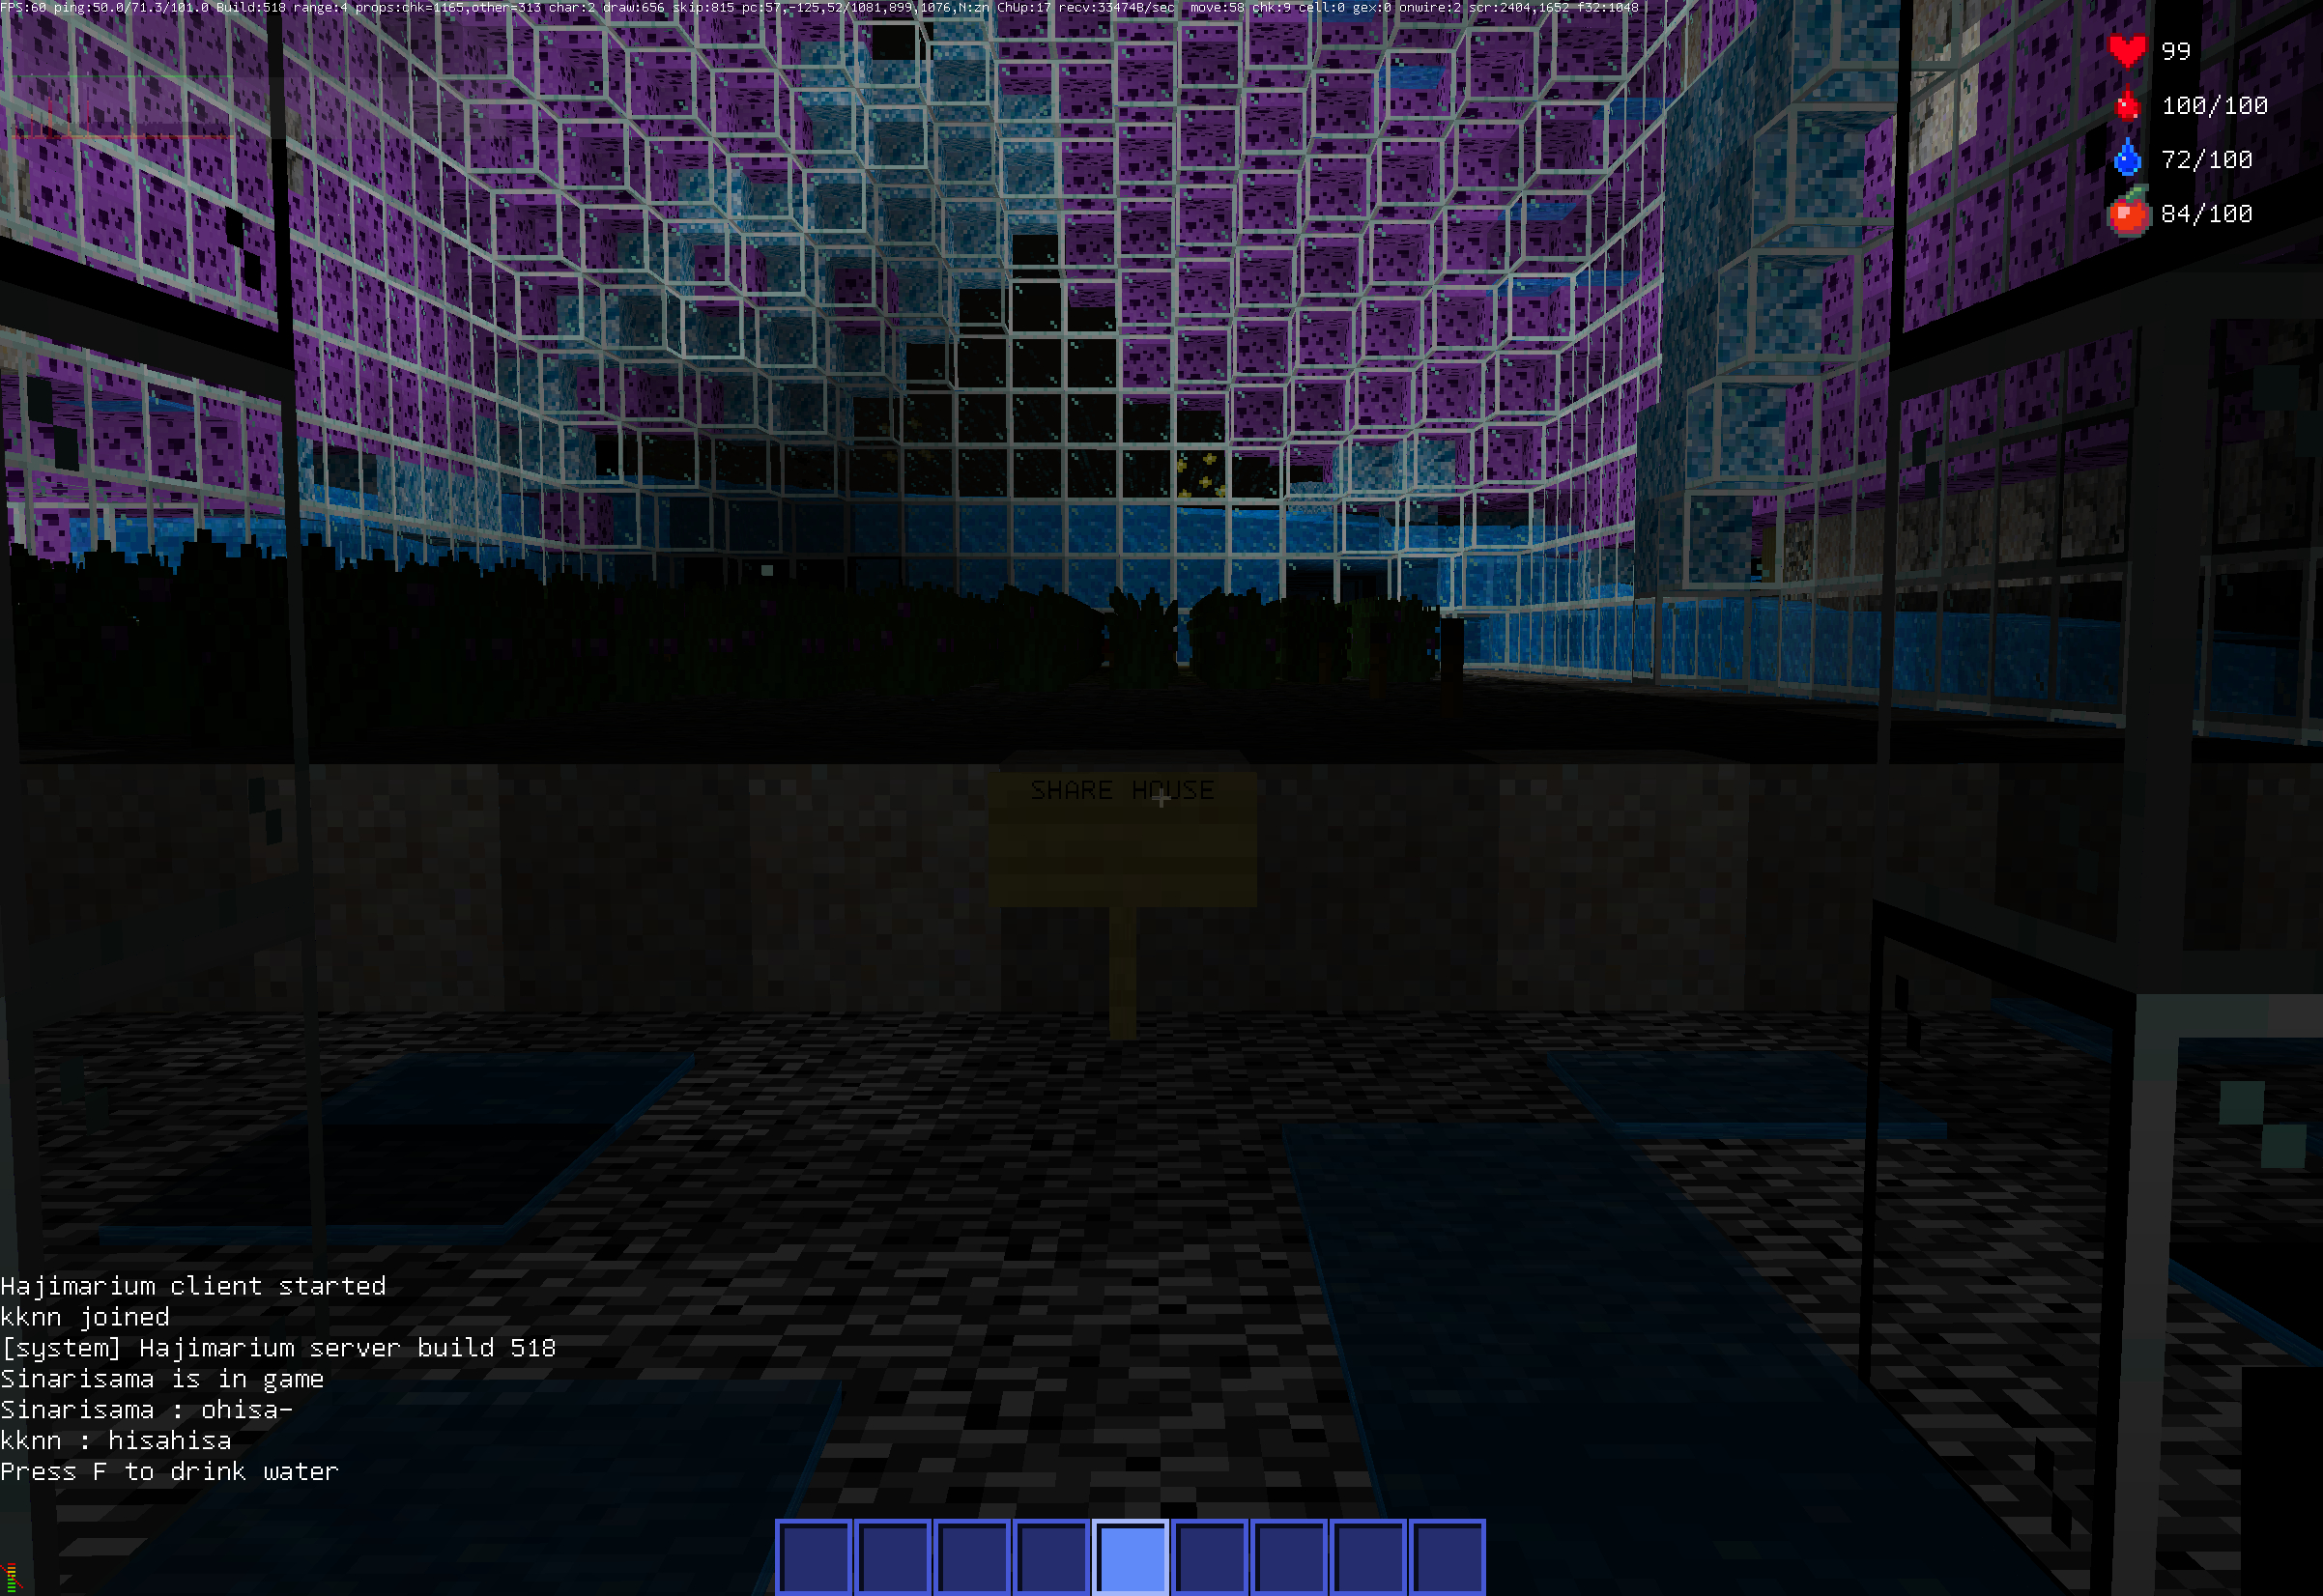 FPS:60 ping:50.0/71.3/101.0 Build:518 range:4 props:chk=1165,other=313 char:2 draw:656 skip:815 pc:57,-125,52/1081,899,1076,N:zn ChUp:17 recv:33474B/sec  move:58 chk:9 cell:0 gex:0 onwire:2 scr:2404,1652 f32:1048
99
100/100
72/100
84/100
SHARE HOUSE
Hajimarium client started
kknn joined
[system] Hajimarium server build 518
Sinarisama is in game
Sinarisama : ohisa-
kknn : hisahisa
Press F to drink water